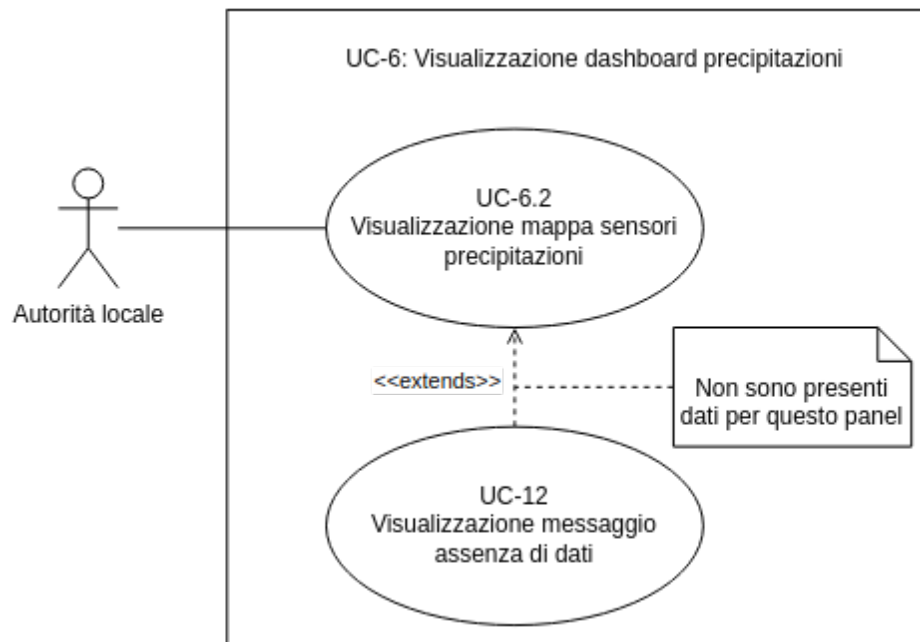 UC-6: Visualizzazione dashboard precipitazioni
UC-6.2
Visualizzazione mappa sensori
precipitazioni
Autorità locale
<<extends>>
Non sono presenti
dati per questo panel
UC-12
Visualizzazione messaggio
assenza di dati